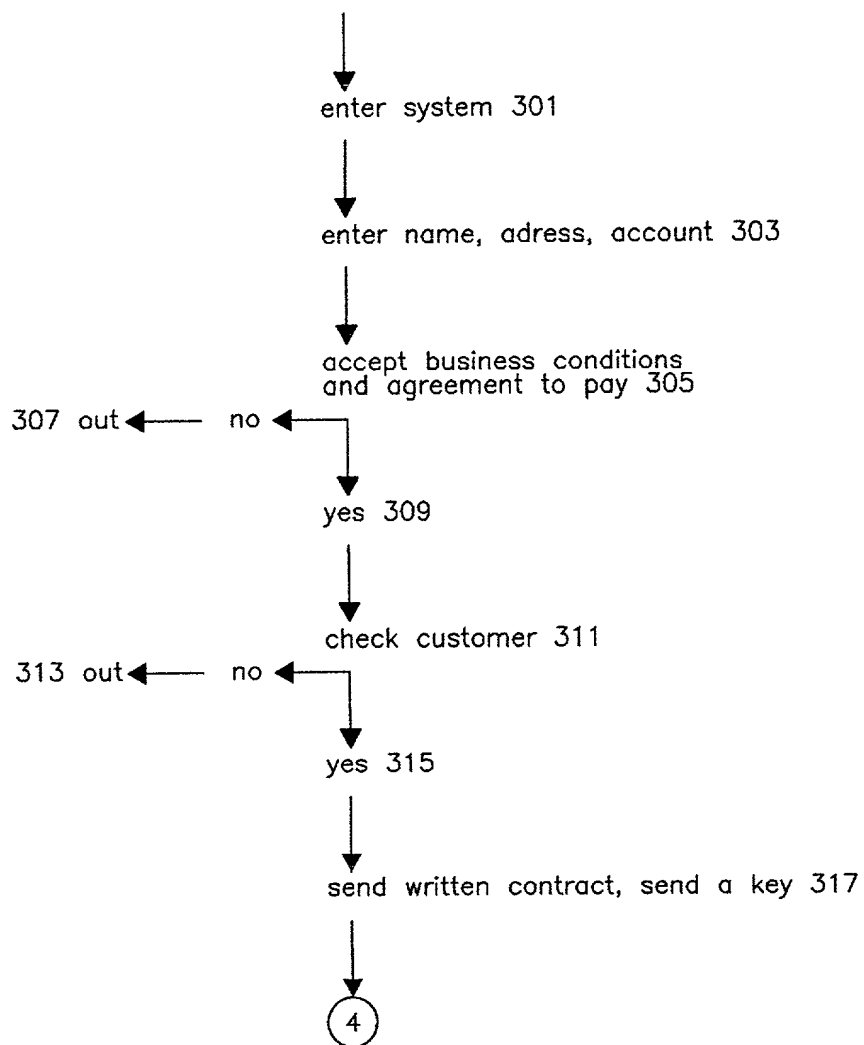 enter system 301
enter name, adress, account 303
accept business conditions
and agreement to pay 305
307 out no
yes 309
check customer 311
313 out no
yes 315
send written contract, send a key 317
4